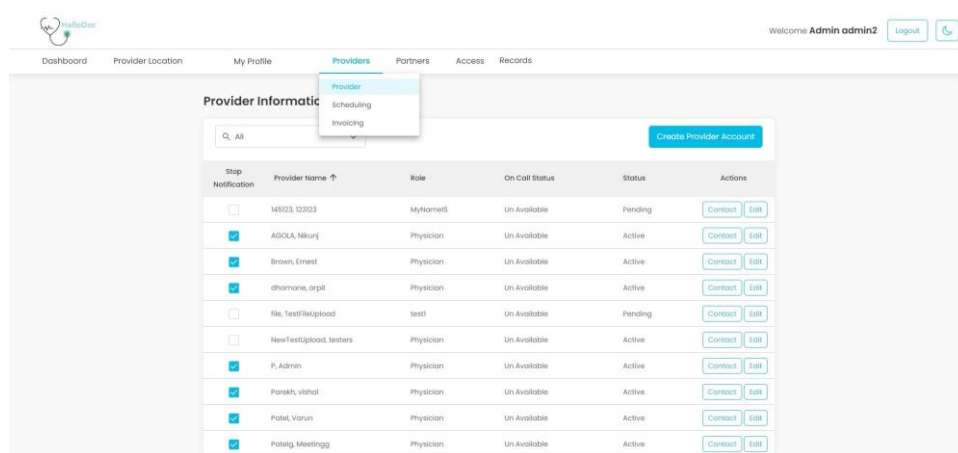 HalloDoc
Welcome Admin admin2 Logout
Dashboard Provider Location My Profile Providers Partners Access Records
Provider
Scheduling
Invoicing
Provider Informatio
All
Create Provider Account
Stop Notification Provider Name ↑ Role On Call Status Status Actions
145123, 123123 MyName15 Un Available Pending Contact Edit
AGOLA, Nikunj Physician Un Available Active Contact Edit
Brown, Ernest Physician Un Available Active Contact Edit
dhamane, arpit Physician Un Available Active Contact Edit
file, TestFileUpload test1 Un Available Pending Contact Edit
NewTestUpload, testers Physician Un Available Active Contact Edit
P, Admin Physician Un Available Active Contact Edit
Parekh, vishal Physician Un Available Active Contact Edit
Patel, Varun Physician Un Available Active Contact Edit
Patelg, Meetingg Physician Un Available Active Contact Edit